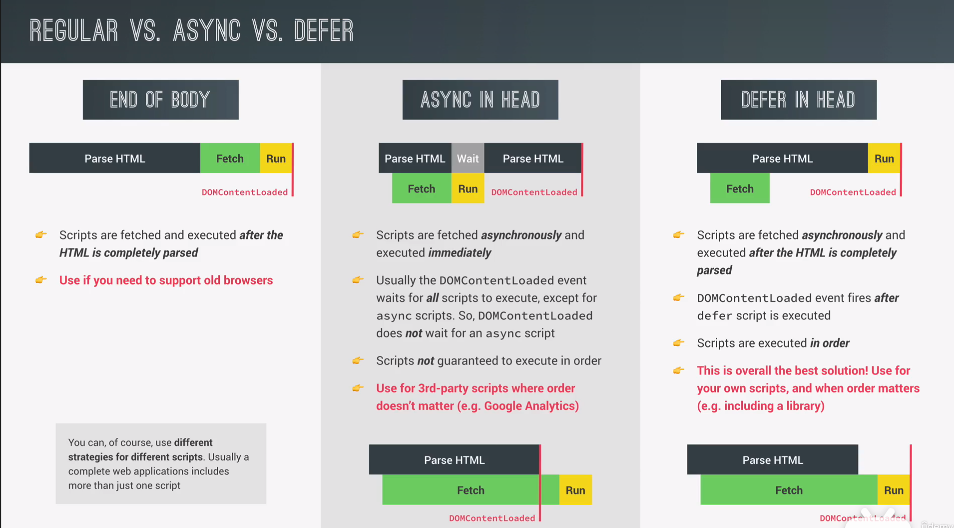 REGULAR VS. ASYNC VS. DEFER
END OF BODY
Parse HTML
Fetch
Run
DOMContentLoaded
👉 Scripts are fetched and executed after the
HTML is completely parsed
👉 Use if you need to support old browsers
You can, of course, use different
strategies for different scripts. Usually a
complete web applications includes
more than just one script
ASYNC IN HEAD
Parse HTML
Wait
Parse HTML
Fetch
Run
DOMContentLoaded
👉 Scripts are fetched asynchronously and
executed immediately
👉 Usually the DOMContentLoaded event
waits for all scripts to execute, except for
async scripts. So, DOMContentLoaded
does not wait for an async script
👉 Scripts not guaranteed to execute in order
👉 Use for 3rd-party scripts where order
doesn't matter (e.g. Google Analytics)
Parse HTML
Fetch
Run
DOMContentLoaded
DEFER IN HEAD
Parse HTML
Run
Fetch
DOMContentLoaded
👉 Scripts are fetched asynchronously and
executed after the HTML is completely
parsed
👉 DOMContentLoaded event fires after
defer script is executed
👉 Scripts are executed in order
👉 This is overall the best solution! Use for
your own scripts, and when order matters
(e.g. including a library)
Parse HTML
Fetch
Run
DOMContentLoaded